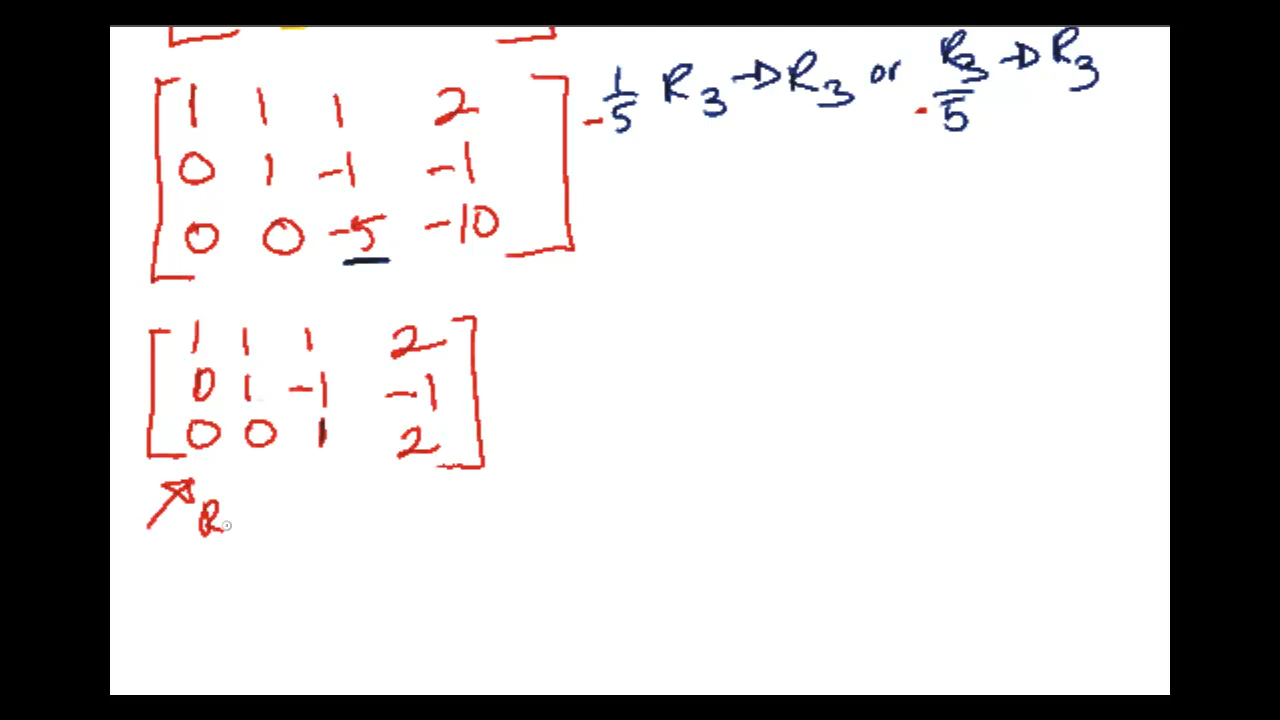 1 1 1 2
0 1 -1 -1
0 0 -5 -10
-1/5 R3 → R3 or R3/-5 → R3
1 1 1 2
0 1 -1 -1
0 0 1 2
R